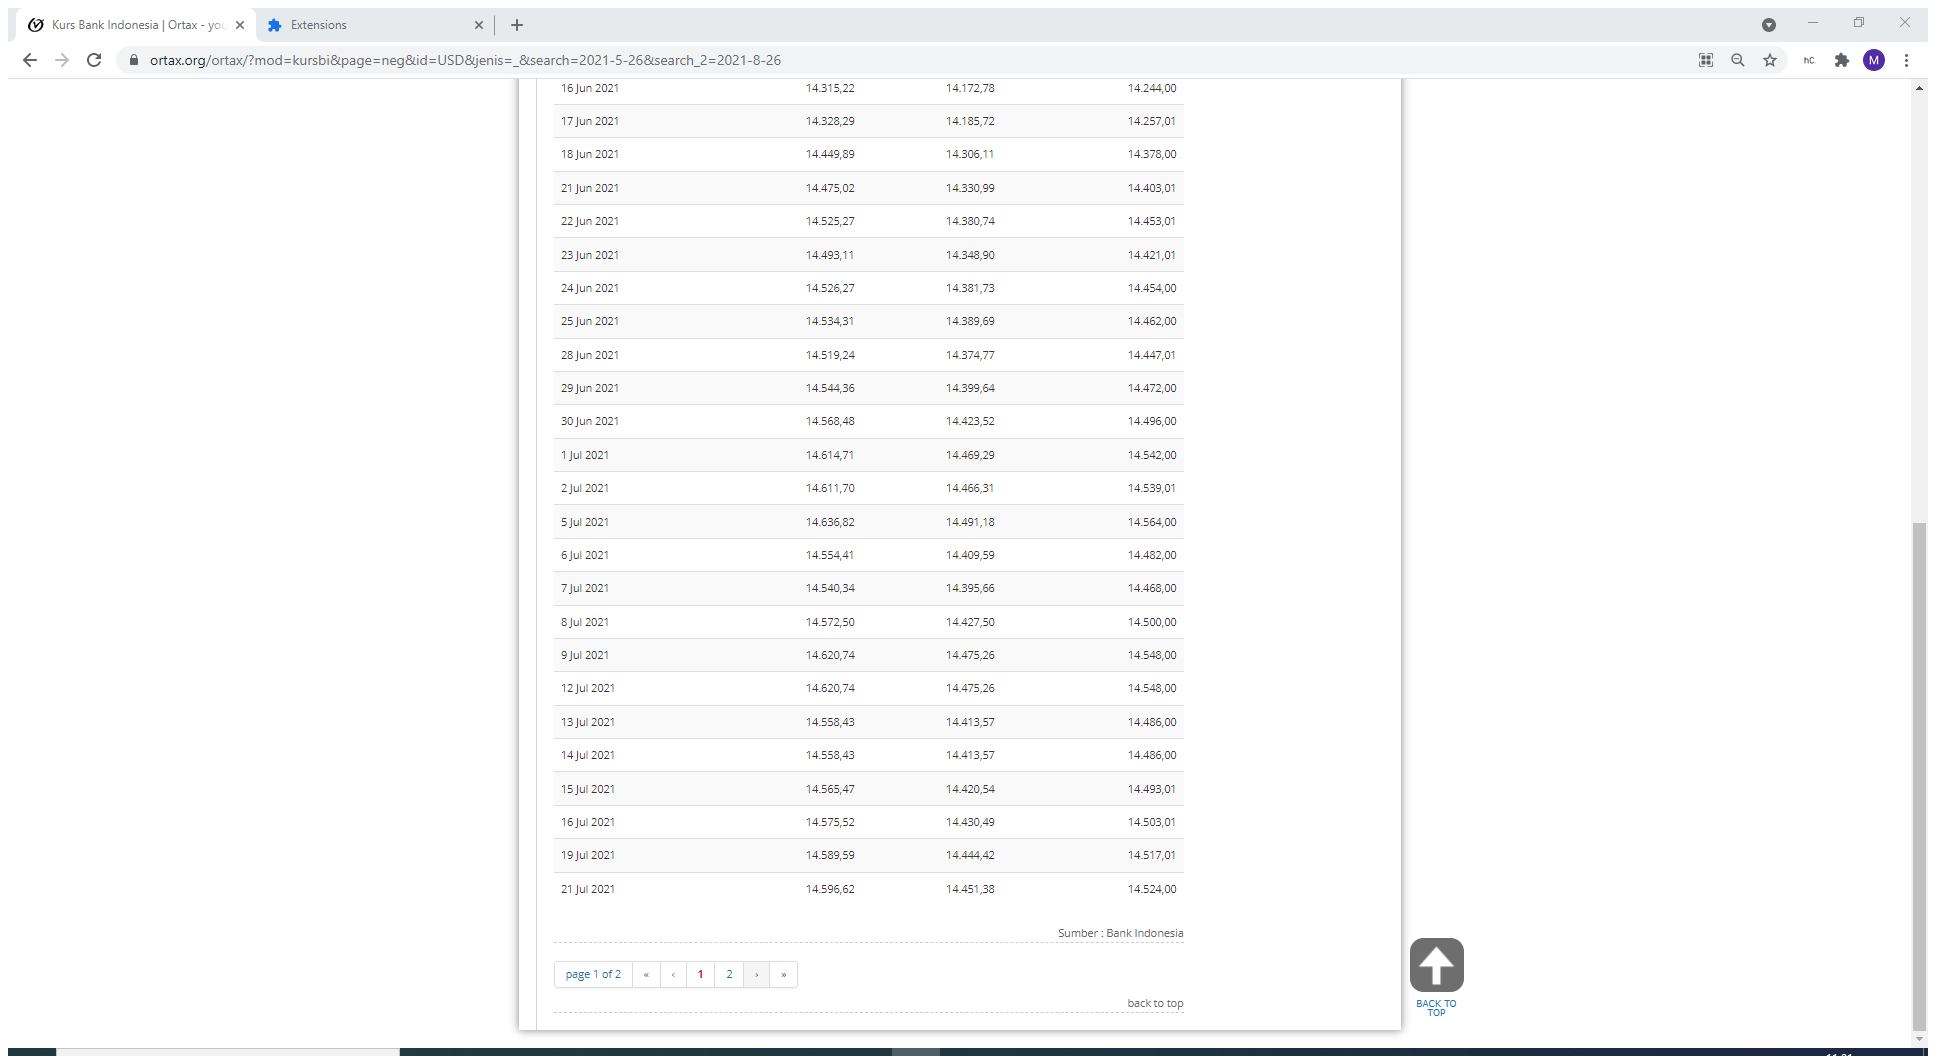 Kurs Bank Indonesia | Ortax - you
Extensions
ortax.org/ortax/?mod=kursbi&page=neg&id=USD&jenis=_&search=2021-5-26&search_2=2021-8-26
hC
M
16 Jun 2021 14.315,22 14.172,78 14.244,00
17 Jun 2021 14.328,29 14.185,72 14.257,01
18 Jun 2021 14.449,89 14.306,11 14.378,00
21 Jun 2021 14.475,02 14.330,99 14.403,01
22 Jun 2021 14.525,27 14.380,74 14.453,01
23 Jun 2021 14.493,11 14.348,90 14.421,01
24 Jun 2021 14.526,27 14.381,73 14.454,00
25 Jun 2021 14.534,31 14.389,69 14.462,00
28 Jun 2021 14.519,24 14.374,77 14.447,01
29 Jun 2021 14.544,36 14.399,64 14.472,00
30 Jun 2021 14.568,48 14.423,52 14.496,00
1 Jul 2021 14.614,71 14.469,29 14.542,00
2 Jul 2021 14.611,70 14.466,31 14.539,01
5 Jul 2021 14.636,82 14.491,18 14.564,00
6 Jul 2021 14.554,41 14.409,59 14.482,00
7 Jul 2021 14.540,34 14.395,66 14.468,00
8 Jul 2021 14.572,50 14.427,50 14.500,00
9 Jul 2021 14.620,74 14.475,26 14.548,00
12 Jul 2021 14.620,74 14.475,26 14.548,00
13 Jul 2021 14.558,43 14.413,57 14.486,00
14 Jul 2021 14.558,43 14.413,57 14.486,00
15 Jul 2021 14.565,47 14.420,54 14.493,01
16 Jul 2021 14.575,52 14.430,49 14.503,01
19 Jul 2021 14.589,59 14.444,42 14.517,01
21 Jul 2021 14.596,62 14.451,38 14.524,00
Sumber : Bank Indonesia
page 1 of 2 « ‹ 1 2 › »
back to top
BACK TO
TOP